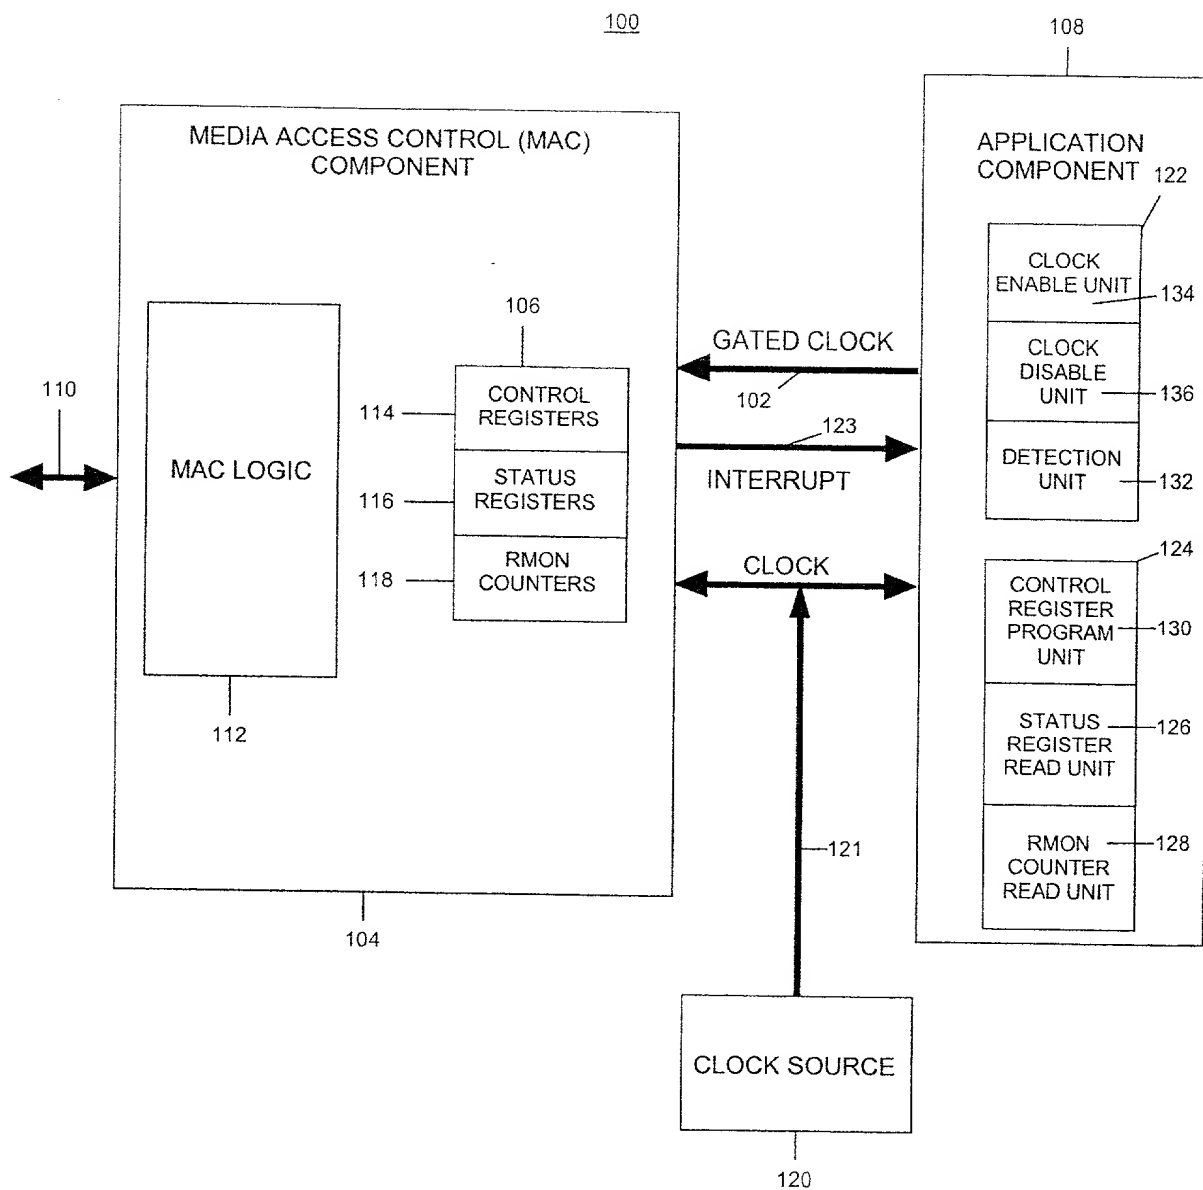 100
108
MEDIA ACCESS CONTROL (MAC)
COMPONENT
APPLICATION
COMPONENT
122
CLOCK
ENABLE UNIT
134
CLOCK
DISABLE
UNIT
136
DETECTION
UNIT
132
106
CONTROL
REGISTERS
114
STATUS
REGISTERS
116
RMON
COUNTERS
118
110
MAC LOGIC
112
104
GATED CLOCK
102
123
INTERRUPT
CLOCK
121
124
CONTROL
REGISTER
PROGRAM
UNIT
130
STATUS
REGISTER
READ UNIT
126
RMON
COUNTER
READ UNIT
128
CLOCK SOURCE
120